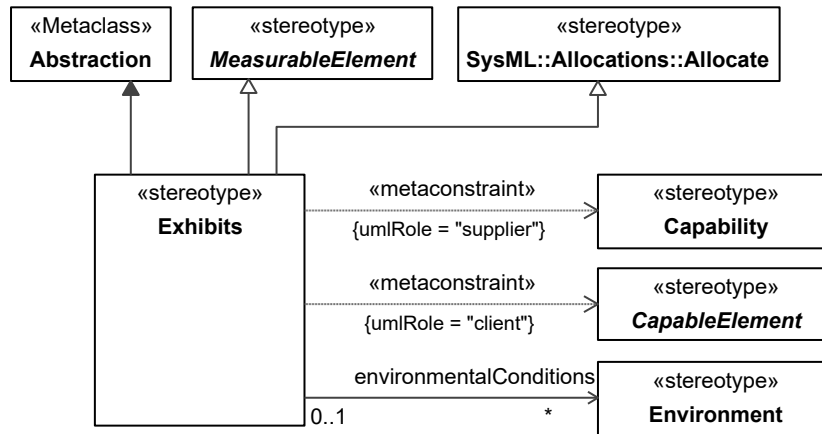 «Metaclass»
Abstraction
«stereotype»
MeasurableElement
«stereotype»
SysML::Allocations::Allocate
«stereotype»
Exhibits
«metaconstraint»
{umlRole = "supplier"}
«stereotype»
Capability
«metaconstraint»
{umlRole = "client"}
«stereotype»
CapableElement
environmentalConditions
0..1
*
«stereotype»
Environment